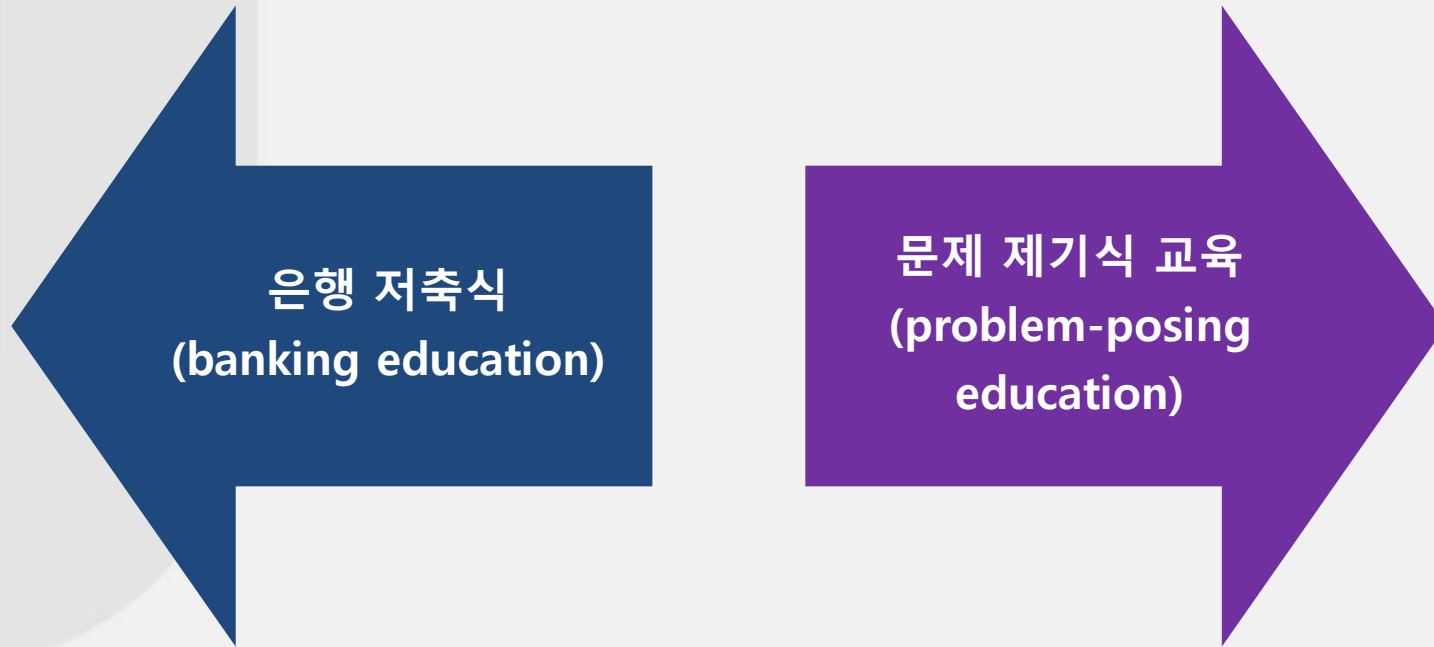 은행 저축식
(banking education)
문제 제기식 교육
(problem-posing
education)